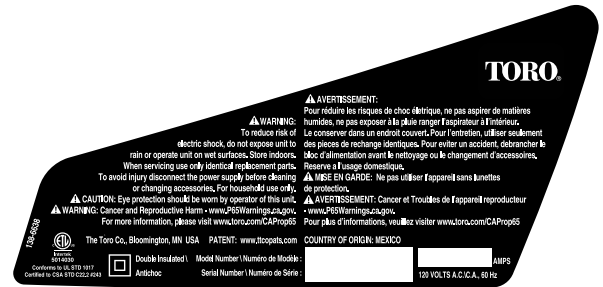 TORO®
⚠ WARNING:
To reduce risk of
electric shock, do not expose unit to
rain or operate unit on wet surfaces. Store indoors.
When servicing use only identical replacement parts.
To avoid injury disconnect the power supply before cleaning
or changing accessories. For household use only.
⚠ CAUTION: Eye protection should be worn by operator of this unit.
⚠ WARNING: Cancer and Reproductive Harm - www.P65Warnings.ca.gov.
For more information, please visit www.toro.com/CAProp65
⚠ AVERTISSEMENT:
Pour réduire les risques de choc életrique, ne pas aspirer de matières
humides, ne pas exposer à la pluie ranger l'aspirateur à l'intérieur.
Le conserver dans un endroit couvert. Pour l'entretien, utiliser seulement
des pieces de rechange identiques. Pour eviter un accident, debrancher le
bloc d'alimentation avant le nettoyage ou le changement d'accessoires.
Reserve a l'usage domestique.
⚠ MISE EN GARDE: Ne pas utiliser l'appareil sans lunettes
de protection.
⚠ AVERTISSEMENT: Cancer et Troubles de l'appareil reproducteur
- www.P65Warnings.ca.gov.
Pour plus d'informations, veuillez visiter www.toro.com/CAProp65
138-6638
ETL
Intertek
5014030
Conforms to UL STD 1017
Certified to CSA STD C22.2 #243
The Toro Co., Bloomington, MN USA PATENT: www.ttcopats.com COUNTRY OF ORIGIN: MEXICO
Double Insulated \
Antichoc
Model Number \ Numéro de Modèle :
Serial Number \ Numéro de Série :
AMPS
120 VOLTS A.C.\C.A., 60 Hz